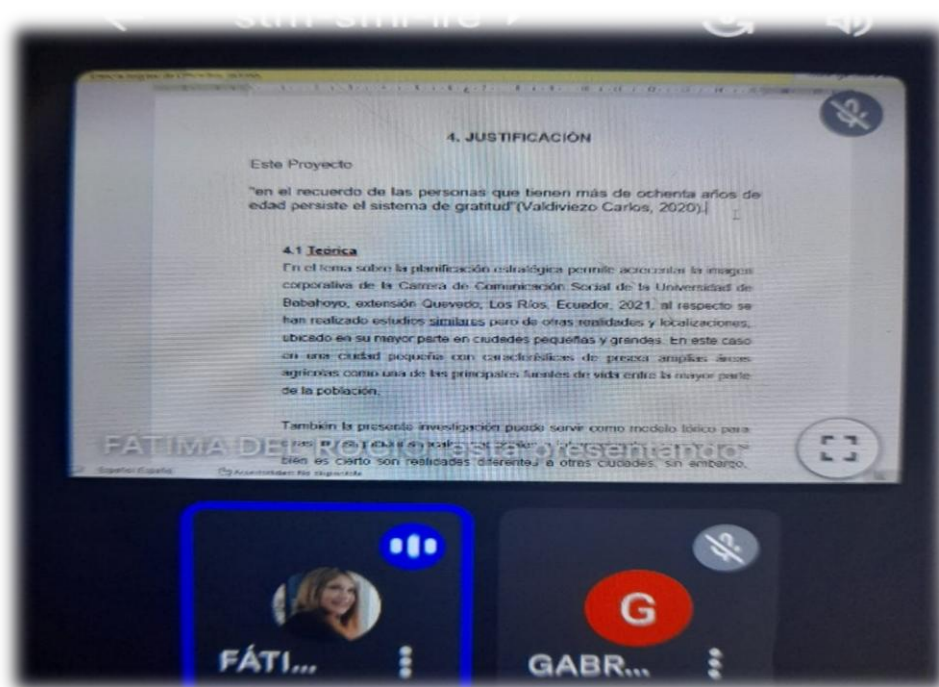 4. JUSTIFICACIÓN
Este Proyecto
"en el recuerdo de las personas que tienen más de ochenta años de
edad persiste el sistema de gratitud"(Valdiviezo Carlos, 2020).
4.1 Teórica
En el tema sobre la planificación estratégica permite acrecentar la imagen
corporativa de la Carrera de Comunicación Social de la Universidad de
Babahoyo, extensión Quevedo, Los Ríos, Ecuador, 2021, al respecto se
han realizado estudios similares pero de otras realidades y localizaciones,
ubicado en su mayor parte en ciudades pequeñas y grandes. En este caso
en una ciudad pequeña con características de poseer amplias áreas
agrícolas como una de las principales fuentes de vida entre la mayor parte
de la población.
También la presente investigación puede servir como modelo para
FÁTIMA DEL ROCIO está presentando
bien es cierto son realidades diferentes a otras ciudades, sin embargo,
FÁTI...
G
GABR...